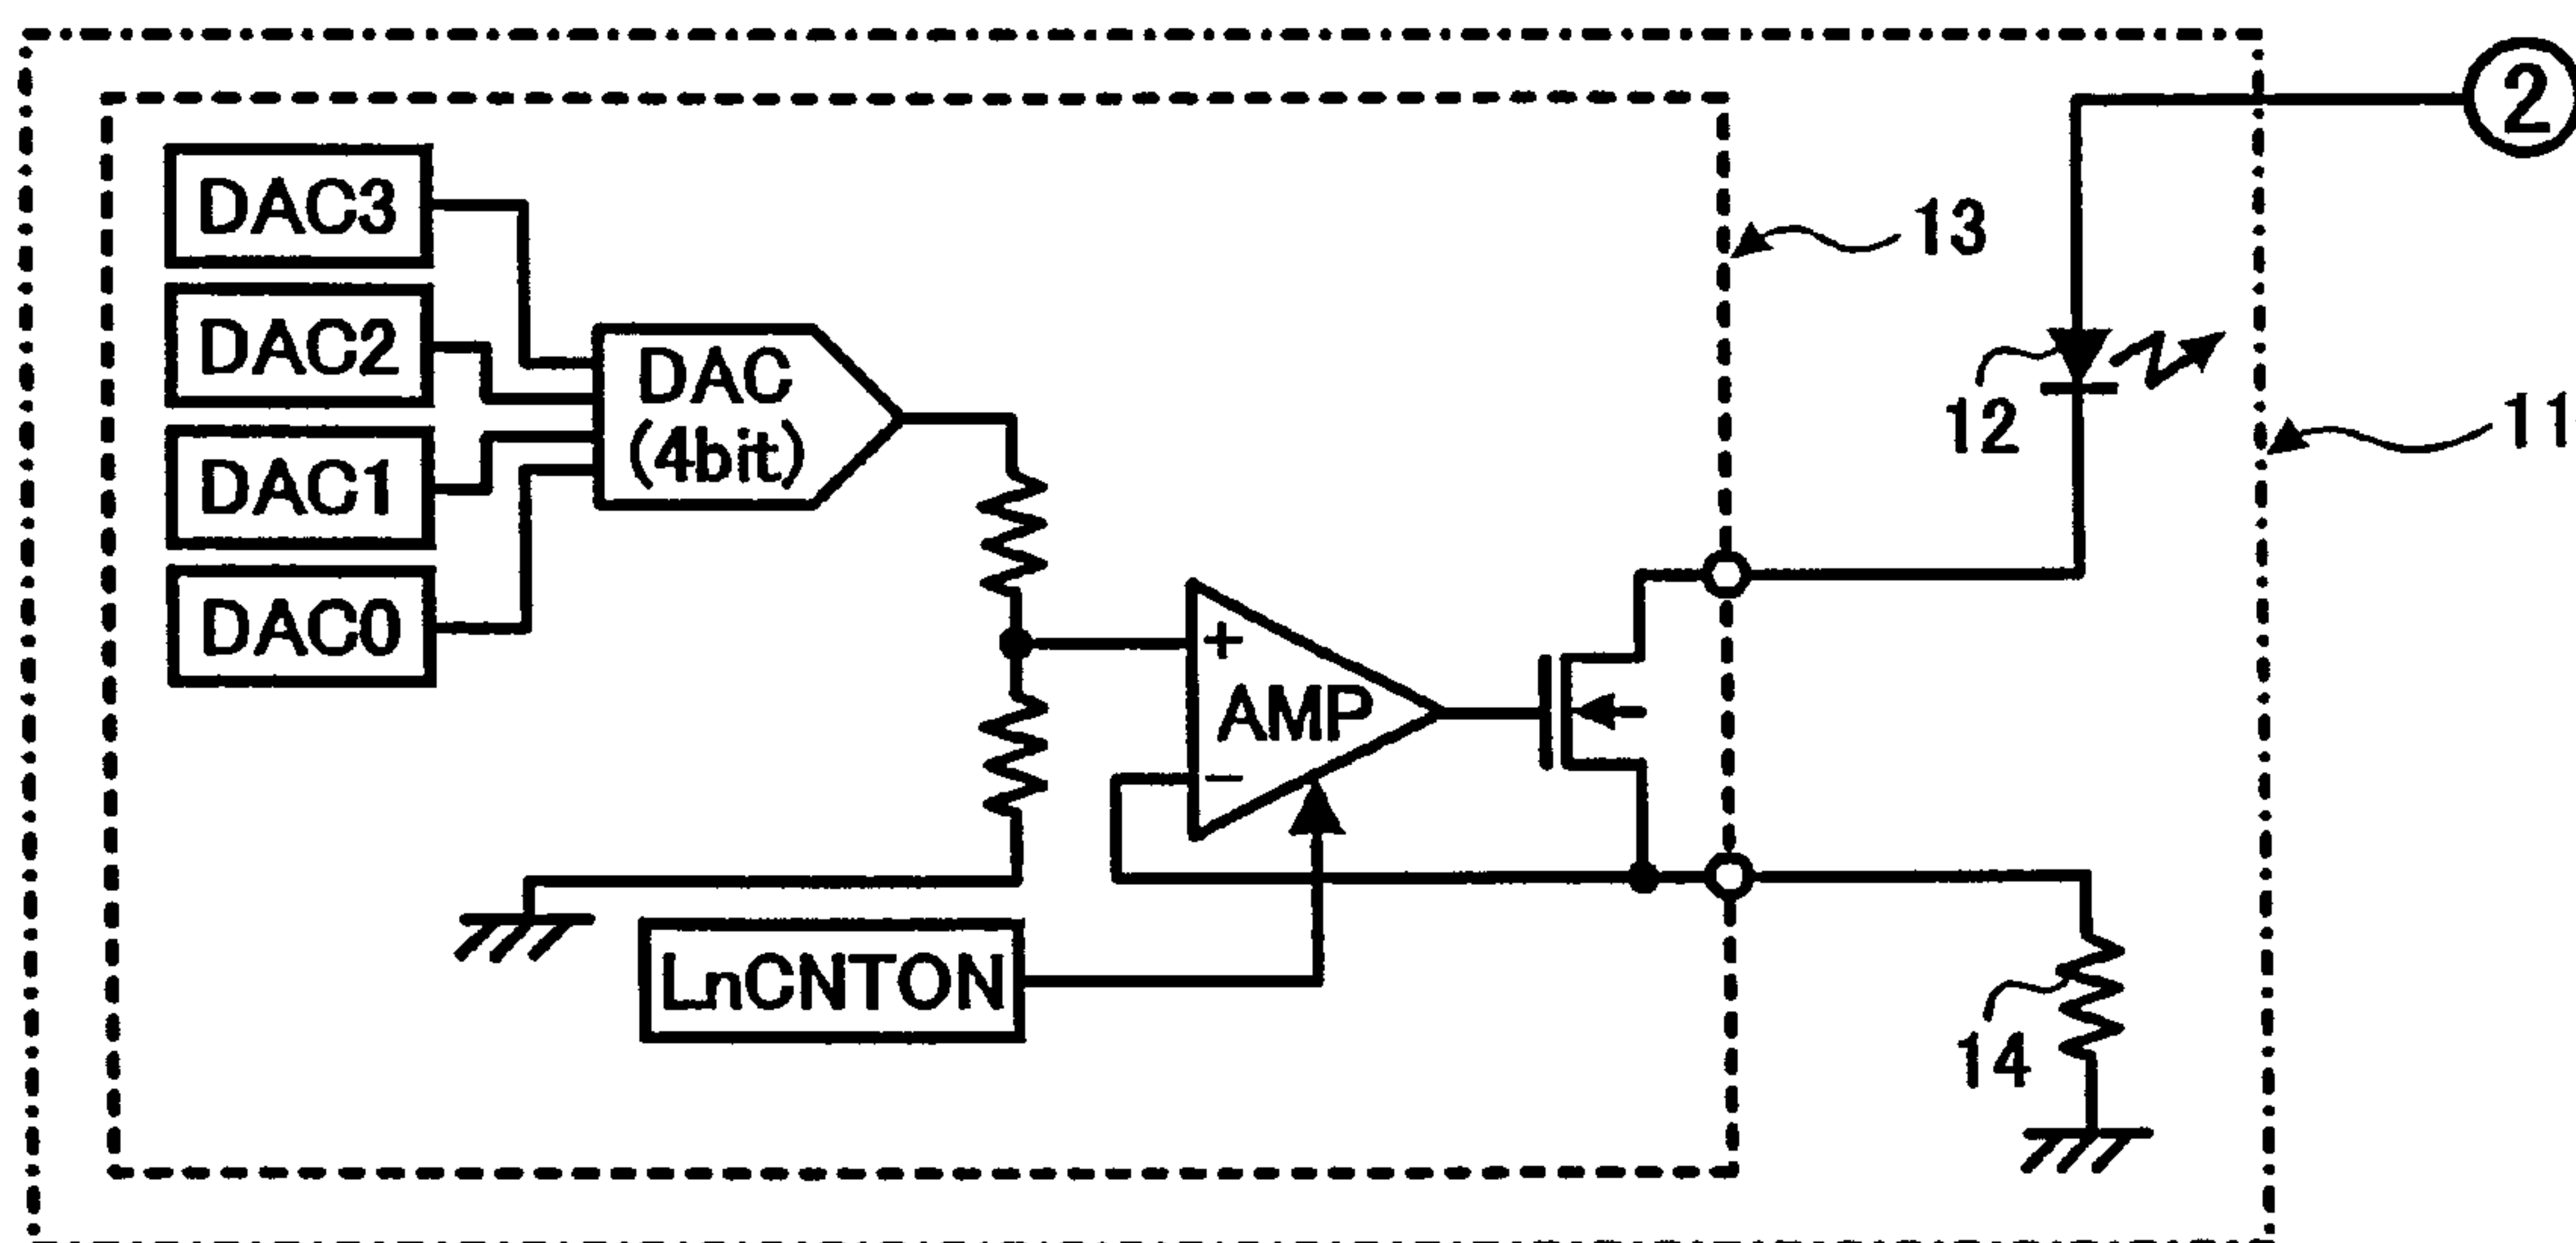 DAC3
DAC2
DAC1
DAC0
DAC
(4bit)
+
AMP
−
LnCNTON
13
12
11
14
2